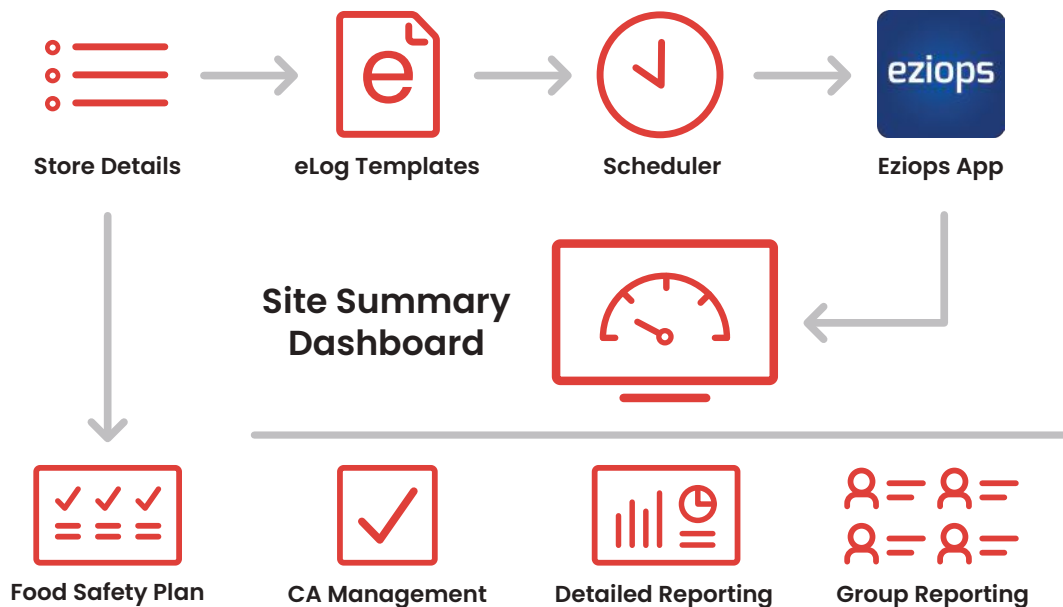 e
eziops
Store Details
eLog Templates
Scheduler
Eziops App
Site Summary
Dashboard
Food Safety Plan
CA Management
Detailed Reporting
Group Reporting